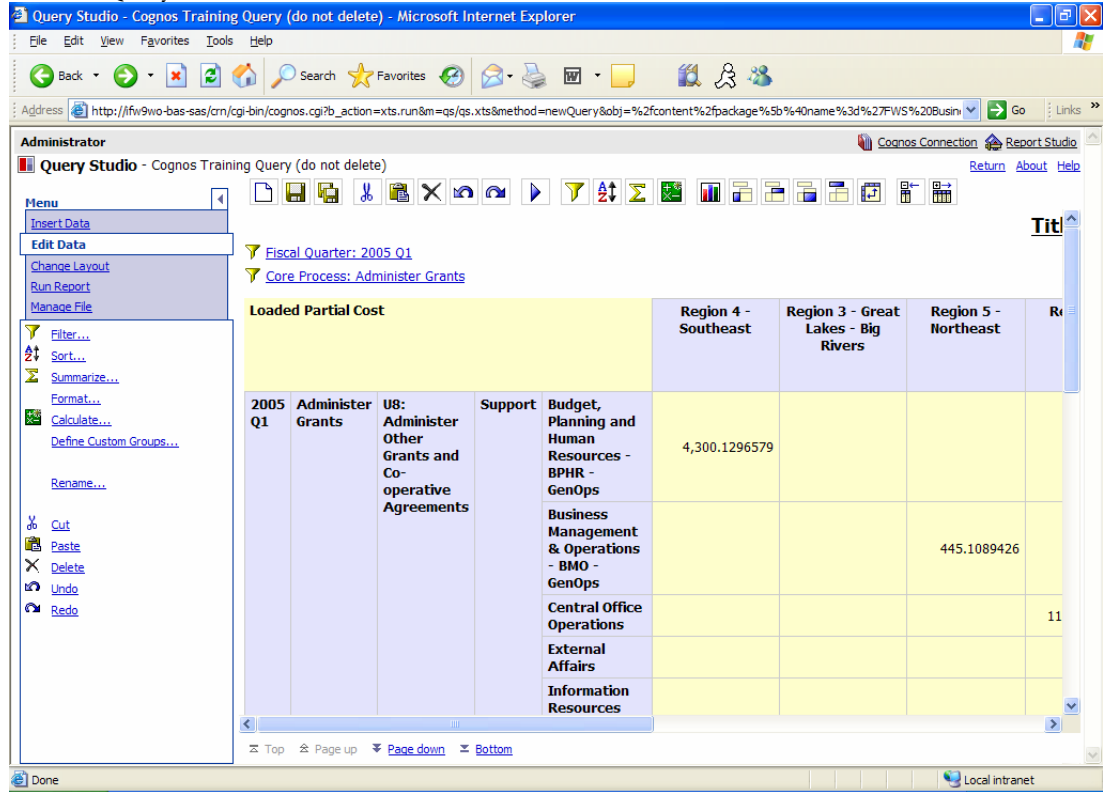 Query Studio - Cognos Training Query (do not delete) - Microsoft Internet Explorer
File Edit View Favorites Tools Help
Back Search Favorites
Address http://ifw9wo-bas-sas/crn/cgi-bin/cognos.cgi?b_action=xts.run&m=qs/qs.xts&method=newQuery&obj=%2fcontent%2fpackage%5b%40name%3d%27FWS%20Busin Go Links »
Administrator Cognos Connection Report Studio
Query Studio - Cognos Training Query (do not delete) Return About Help
Menu
Insert Data
Edit Data
Change Layout
Run Report
Manage File
Filter...
Sort...
Summarize...
Format...
Calculate...
Define Custom Groups...
Rename...
Cut
Paste
Delete
Undo
Redo
Titl
Fiscal Quarter: 2005 Q1
Core Process: Administer Grants
Loaded Partial Cost
Region 4 -
Southeast
Region 3 - Great
Lakes - Big
Rivers
Region 5 -
Northeast
Re
2005
Q1
Administer
Grants
U8:
Administer
Other
Grants and
Co-
operative
Agreements
Support
Budget,
Planning and
Human
Resources -
BPHR -
GenOps
4,300.1296579
Business
Management
& Operations
- BMO -
GenOps
445.1089426
Central Office
Operations
11
External
Affairs
Information
Resources
Top Page up Page down Bottom
Done Local intranet